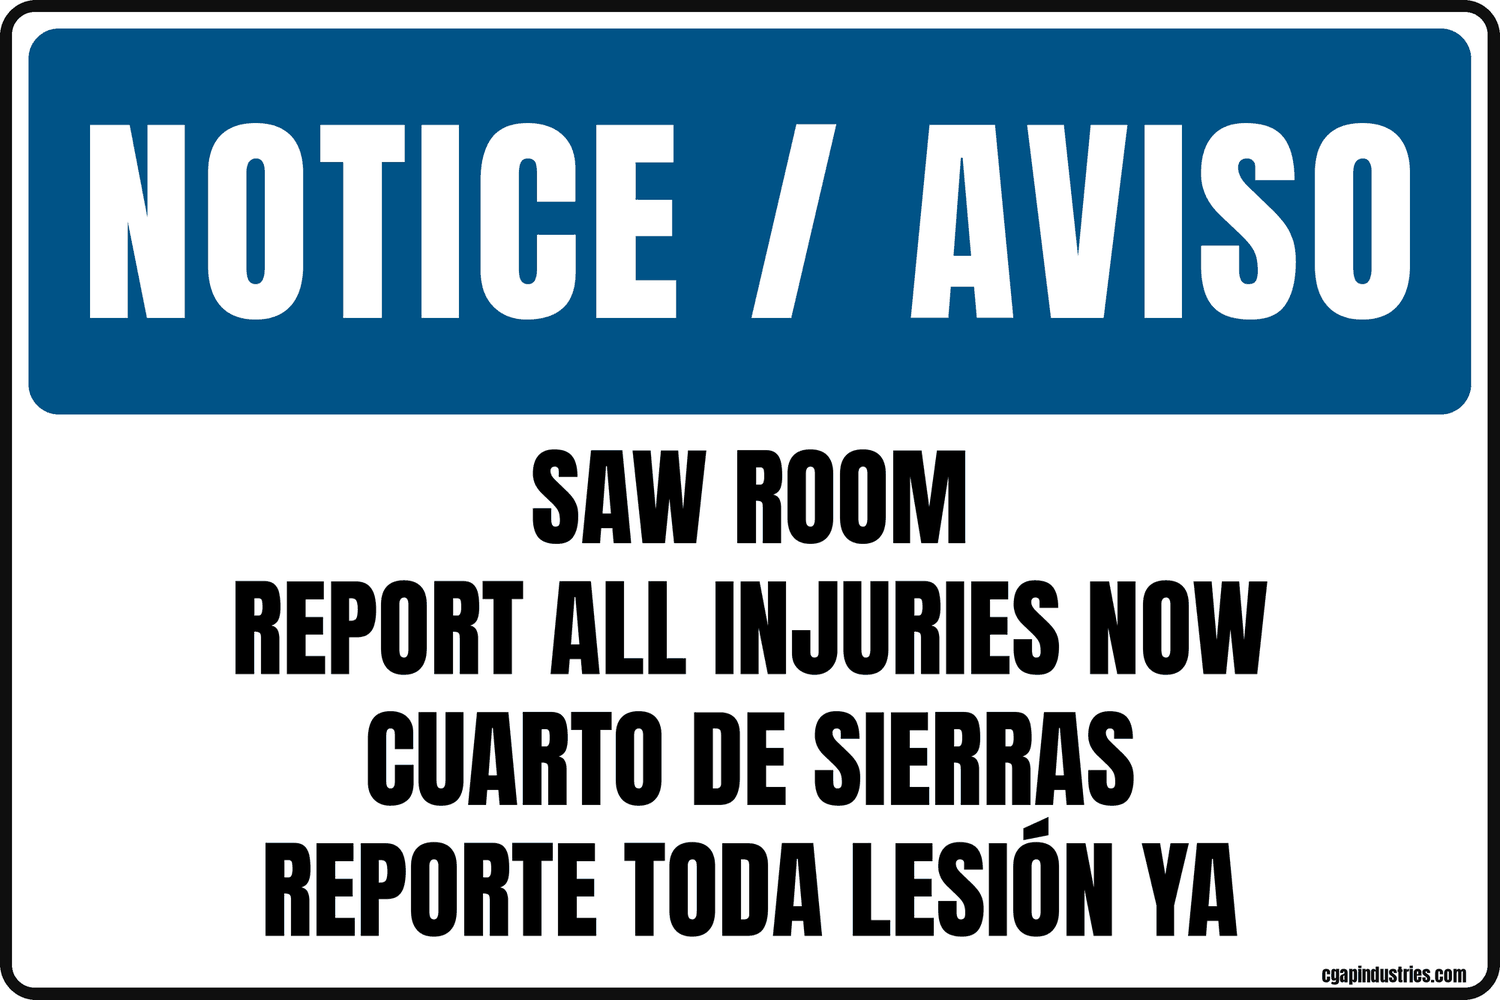 NOTICE / AVISO
SAW ROOM
REPORT ALL INJURIES NOW
CUARTO DE SIERRAS
REPORTE TODA LESIÓN YA
cgapindustries.com